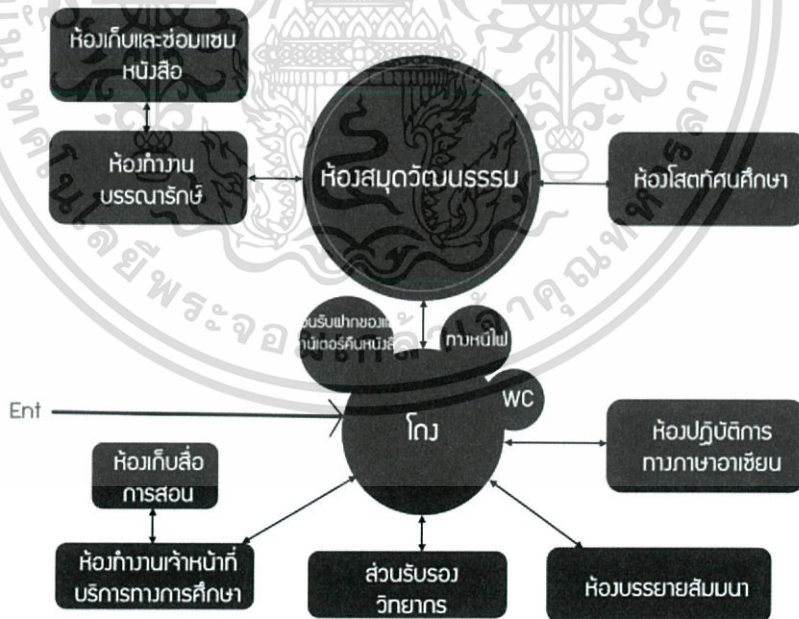 ห้องเก็บและซ่อมแซม
หนังสือ
ห้องทำงาน
บรรณารักษ์
ห้องสมุดวัฒนธรรม
ห้องโสตทัศนศึกษา
ทางหนีไฟ
WC
Ent
โถง
ห้องปฏิบัติการ
ทางภาษาอาเซียน
ห้องเก็บสื่อ
การสอน
ห้องทำงานเจ้าหน้าที่
บริการทางการศึกษา
ส่วนรับรอง
วิทยากร
ห้องบรรยายสัมมนา